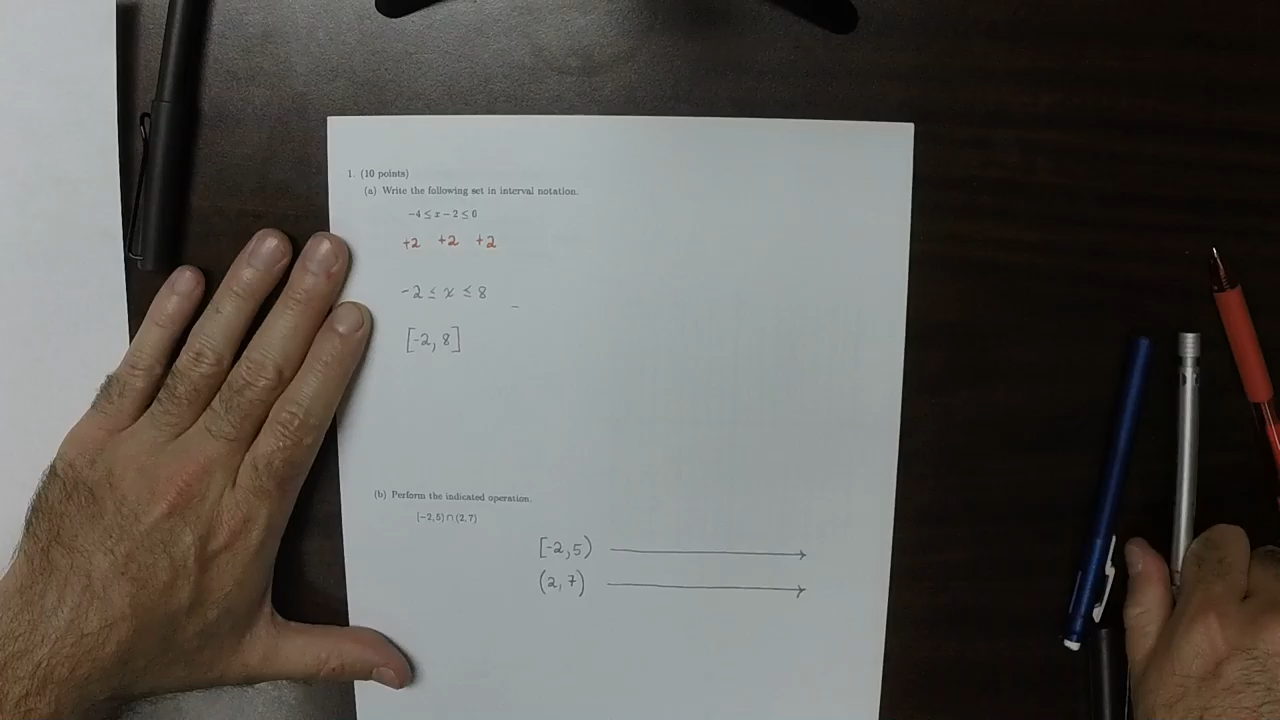 1. (10 points)
(a) Write the following set in interval notation.
−4 ≤ x − 2 ≤ 6
+2 +2 +2
-2 ≤ x ≤ 8
[-2, 8]
(b) Perform the indicated operation.
[−2, 5) ∩ (2, 7)
[-2, 5)
(2, 7)